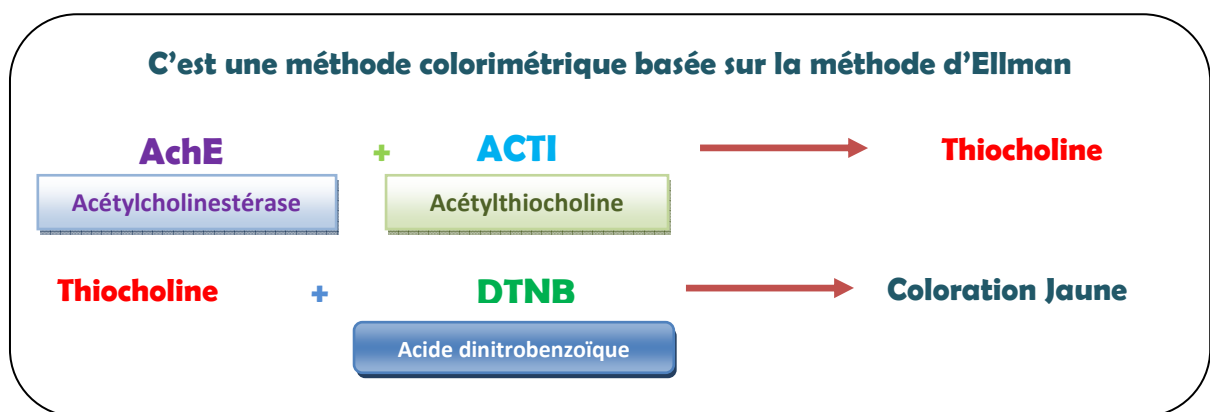 C'est une méthode colorimétrique basée sur la méthode d'Ellman
AchE + ACTI Thiocholine
Acétylcholinestérase Acétylthiocholine
Thiocholine + DTNB Coloration Jaune
Acide dinitrobenzoïque